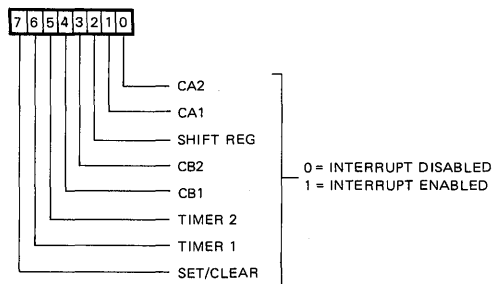 7 6 5 4 3 2 1 0
CA2
CA1
SHIFT REG
CB2
CB1
TIMER 2
TIMER 1
SET/CLEAR
0 = INTERRUPT DISABLED
1 = INTERRUPT ENABLED